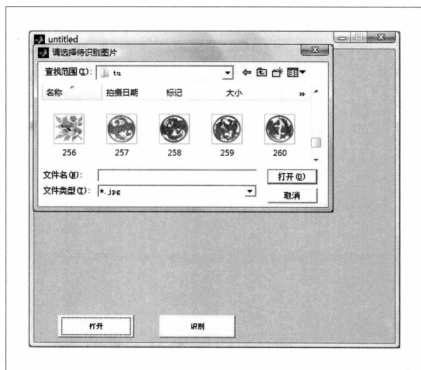 untitled
请选择待识别图片
查找范围(I): tu
名称 拍摄日期 标记 大小 »
256 257 258 259 260
文件名(N): 打开(O)
文件类型(T): *.jpg 取消
打开 识别